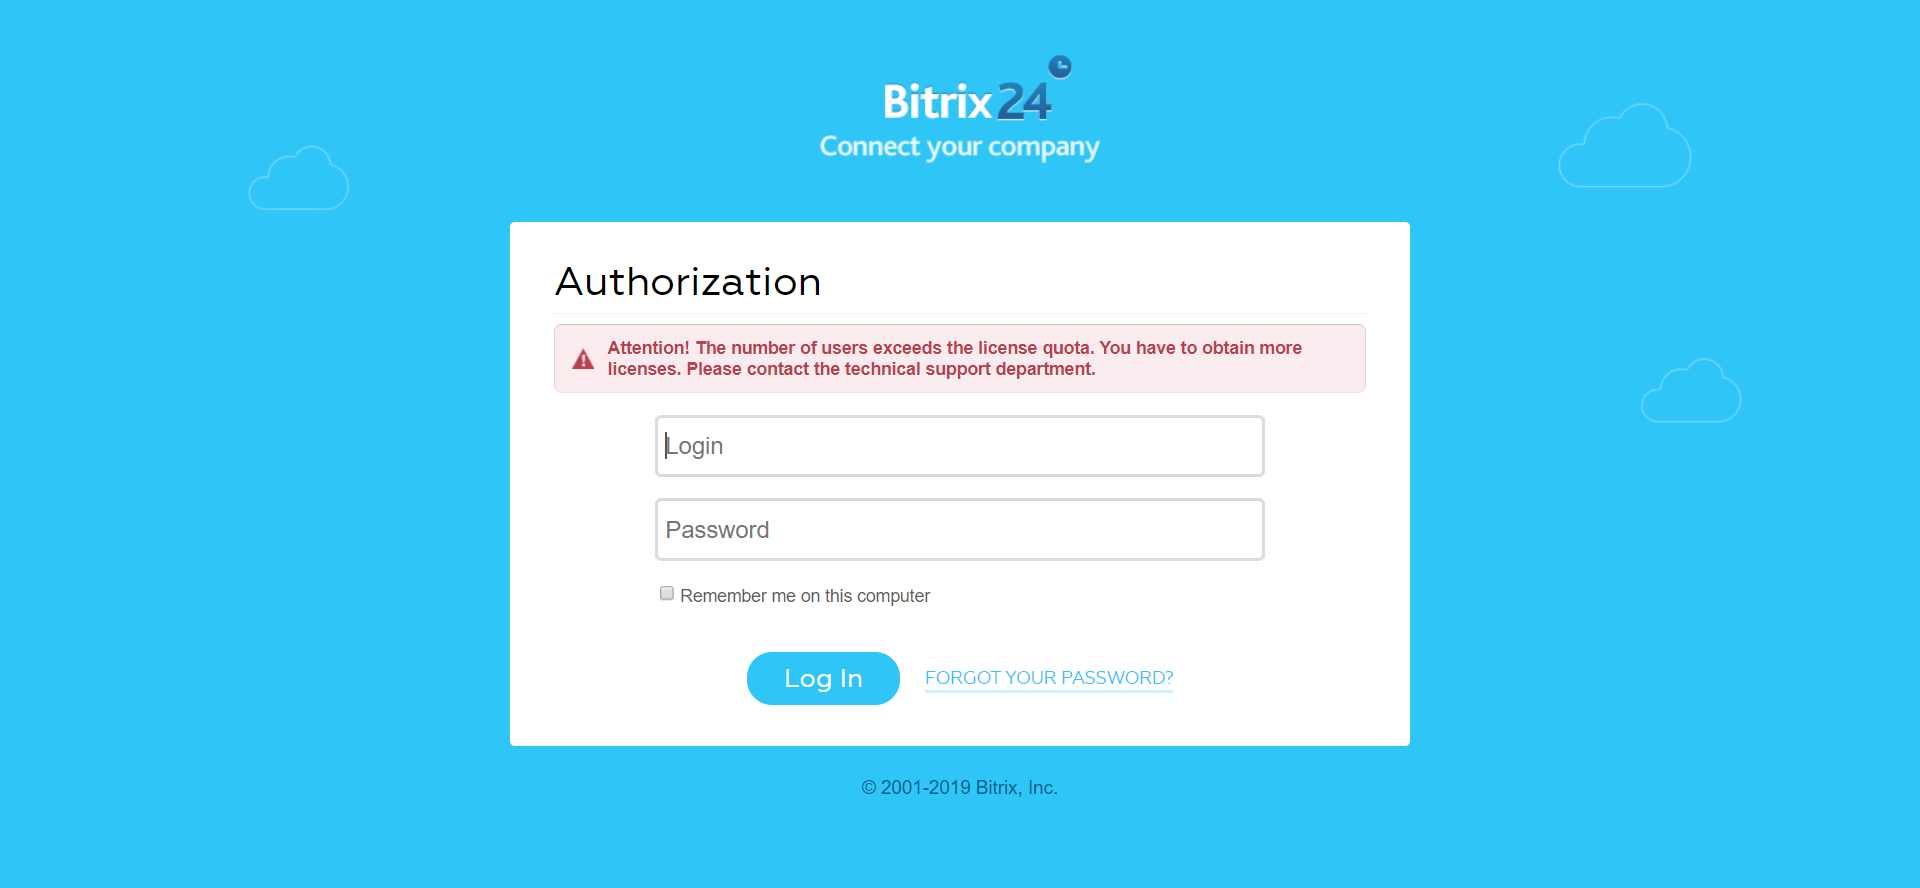 Bitrix24
Connect your company
Authorization
Attention! The number of users exceeds the license quota. You have to obtain more
licenses. Please contact the technical support department.
Login
Password
Remember me on this computer
Log In
FORGOT YOUR PASSWORD?
© 2001-2019 Bitrix, Inc.